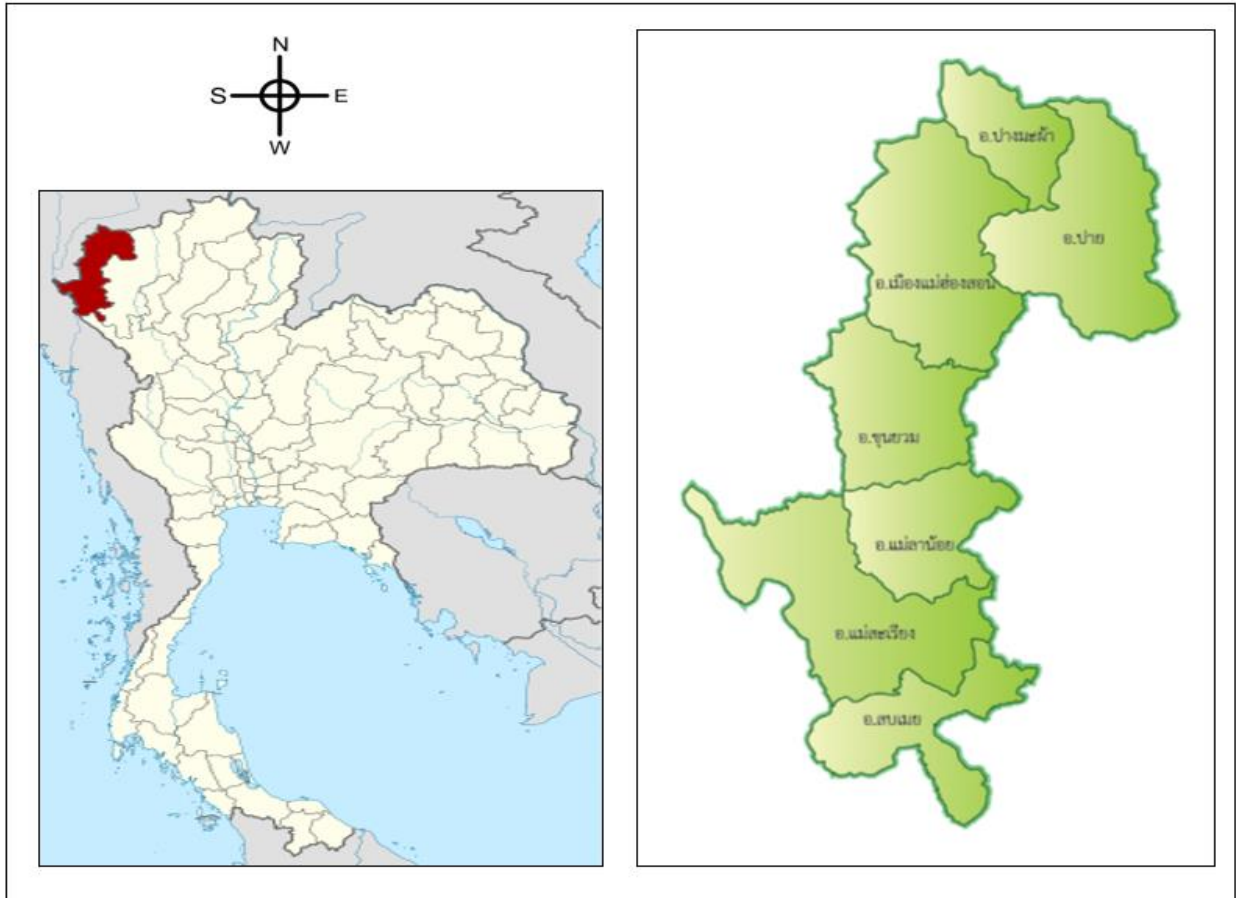 N
S E
W
อ.ปางมะผ้า
อ.ปาย
อ.เมืองแม่ฮ่องสอน
อ.ขุนยวม
อ.แม่ลาน้อย
อ.แม่สะเรียง
อ.สบเมย